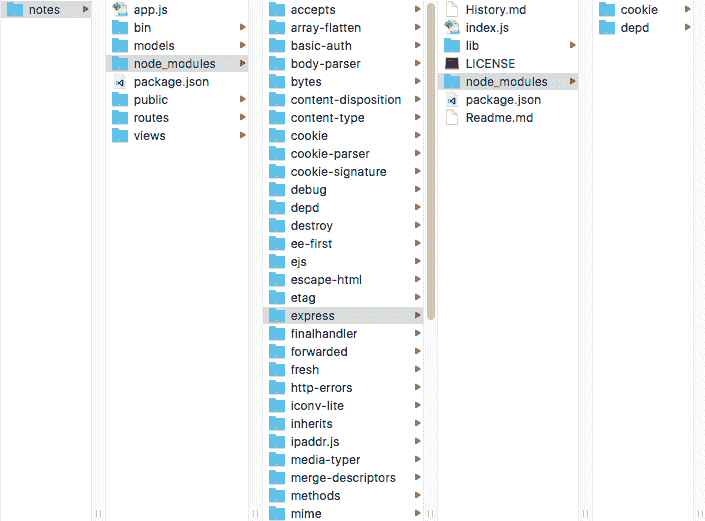 notes
app.js
bin
models
node_modules
package.json
public
routes
views
accepts
array-flatten
basic-auth
body-parser
bytes
content-disposition
content-type
cookie
cookie-parser
cookie-signature
debug
depd
destroy
ee-first
ejs
escape-html
etag
express
finalhandler
forwarded
fresh
http-errors
iconv-lite
inherits
ipaddr.js
media-typer
merge-descriptors
methods
mime
History.md
index.js
lib
LICENSE
node_modules
package.json
Readme.md
cookie
depd